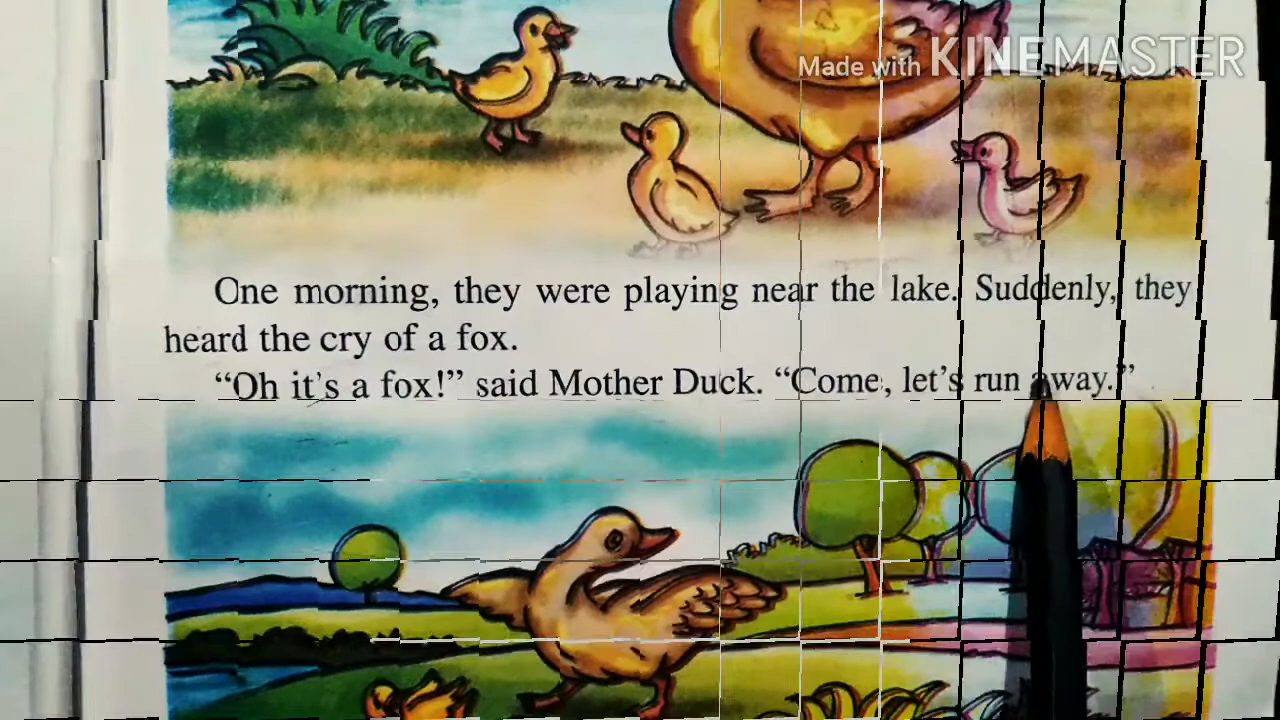 Made with KINEMASTER
One morning, they were playing near the lake. Suddenly, they
heard the cry of a fox.
“Oh it's a fox!” said Mother Duck. “Come, let’s run away.”